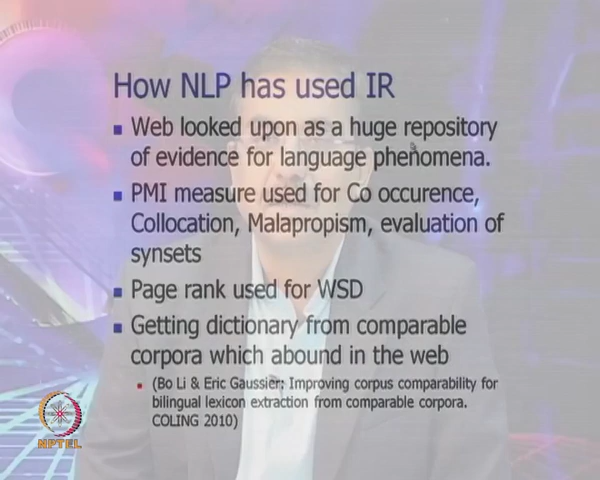 How NLP has used IR
Web looked upon as a huge repository
of evidence for language phenomena.
PMI measure used for Co occurence,
Collocation, Malapropism, evaluation of
synsets
Page rank used for WSD
Getting dictionary from comparable
corpora which abound in the web
(Bo Li & Eric Gaussier: Improving corpus comparability for
bilingual lexicon extraction from comparable corpora.
COLING 2010)
NPTEL